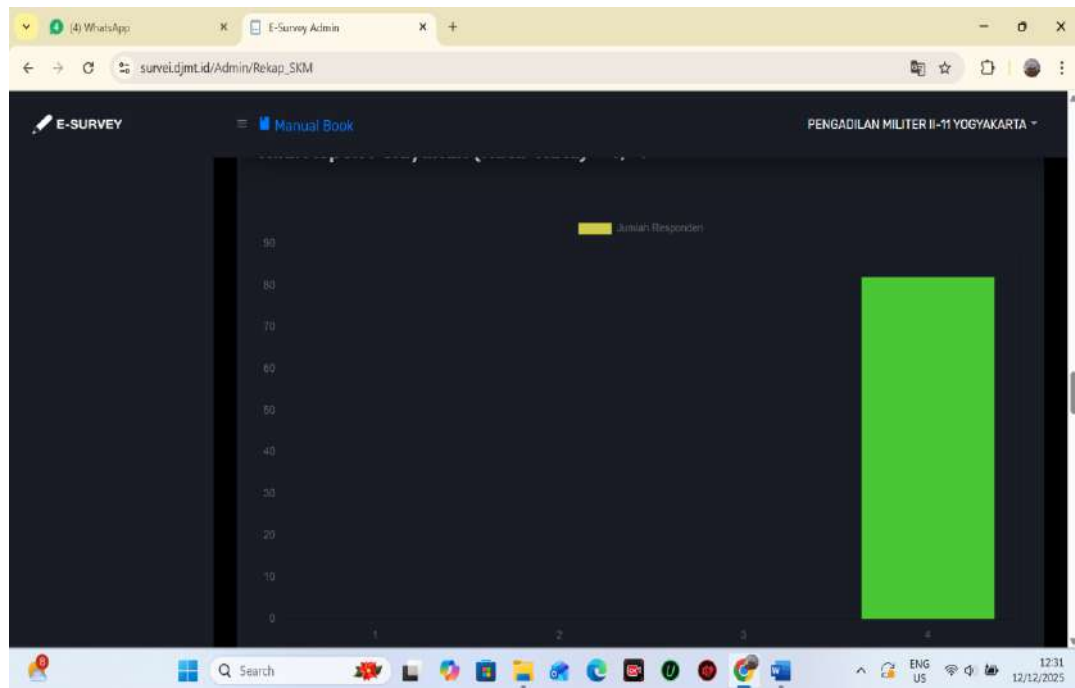 (4) WhatsApp
E-Survey Admin
survei.djmt.id/Admin/Rekap_SKM
E-SURVEY
Manual Book
PENGADILAN MILITER II-11 YOGYAKARTA
Jumlah Responden
90
80
70
60
50
40
30
20
10
0
1 2 3 4
8
Search
ENG
US
12:31
12/12/2025